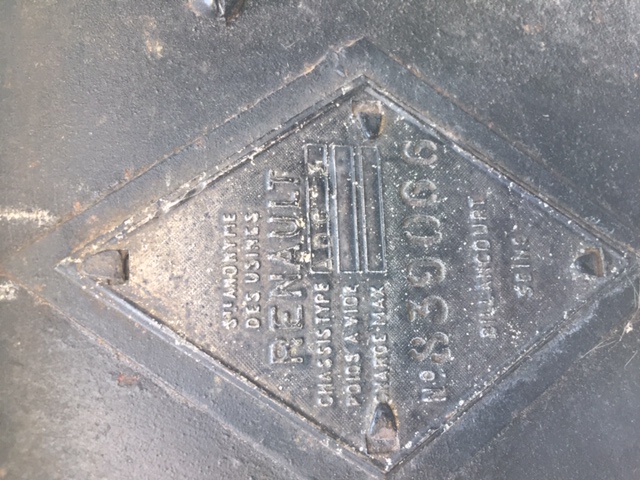 STÉ ANONYME
DES USINES
RENAULT
CHASSIS TYPE
POIDS A VIDE
CHARGE MAX
NO 839066
BILLANCOURT
SEINE